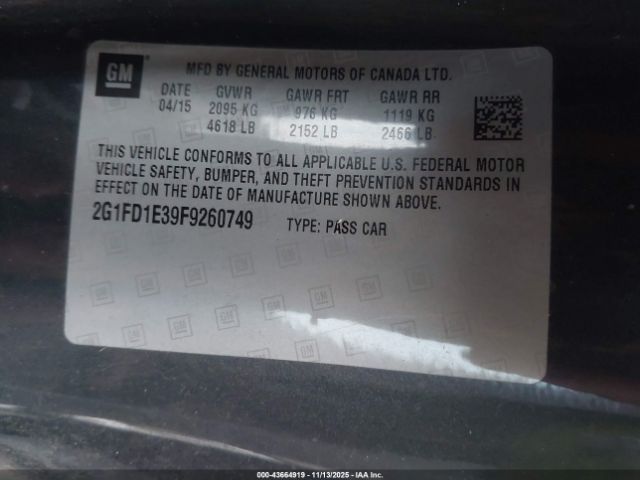 GM
MFD BY GENERAL MOTORS OF CANADA LTD.
DATE GVWR GAWR FRT GAWR RR
04/15 2095 KG 976 KG 1119 KG
4618 LB 2152 LB 2466 LB
THIS VEHICLE CONFORMS TO ALL APPLICABLE U.S. FEDERAL MOTOR
VEHICLE SAFETY, BUMPER, AND THEFT PREVENTION STANDARDS IN
EFFECT ON THE DATE OF MANUFACTURE SHOWN ABOVE.
2G1FD1E39F9260749 TYPE: PASS CAR
000-43664919 - 11/13/2025 - IAAI.com